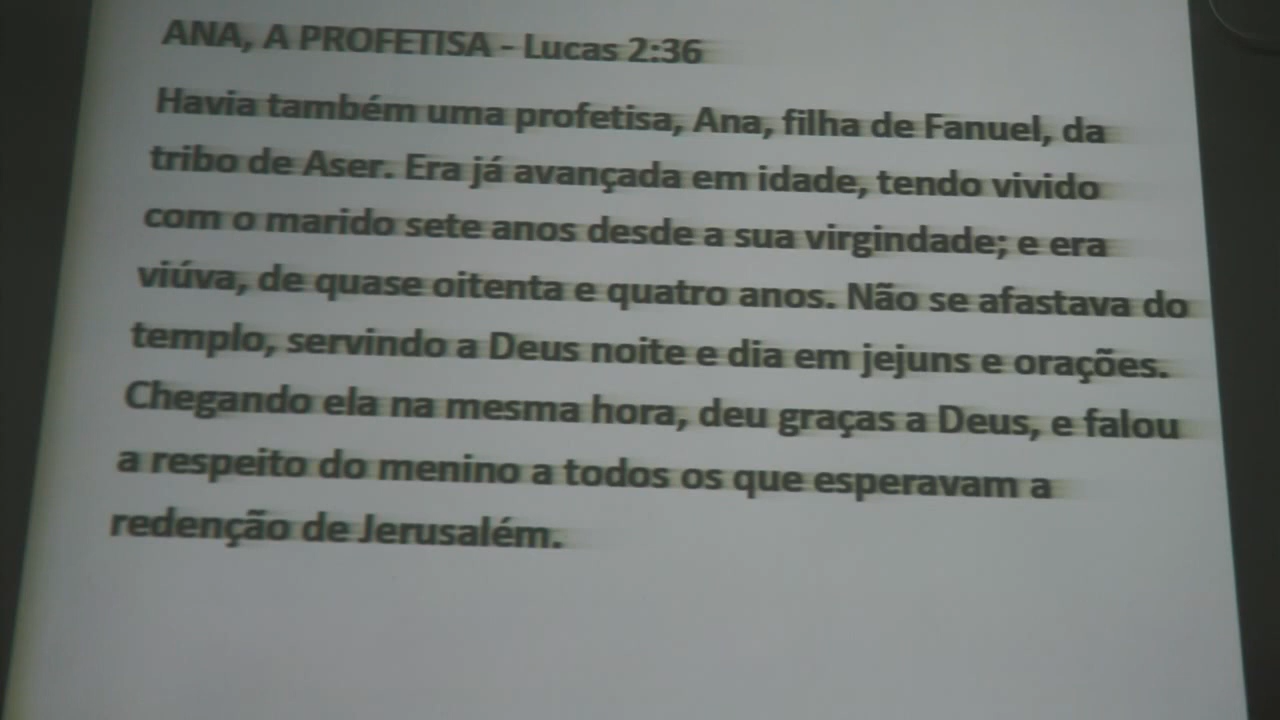 ANA, A PROFETISA - Lucas 2:36
Havia também uma profetisa, Ana, filha de Fanuel, da
tribo de Aser. Era já avançada em idade, tendo vivido
com o marido sete anos desde a sua virgindade; e era
viúva, de quase oitenta e quatro anos. Não se afastava do
templo, servindo a Deus noite e dia em jejuns e orações.
Chegando ela na mesma hora, deu graças a Deus, e falou
a respeito do menino a todos os que esperavam a
redenção de Jerusalém.